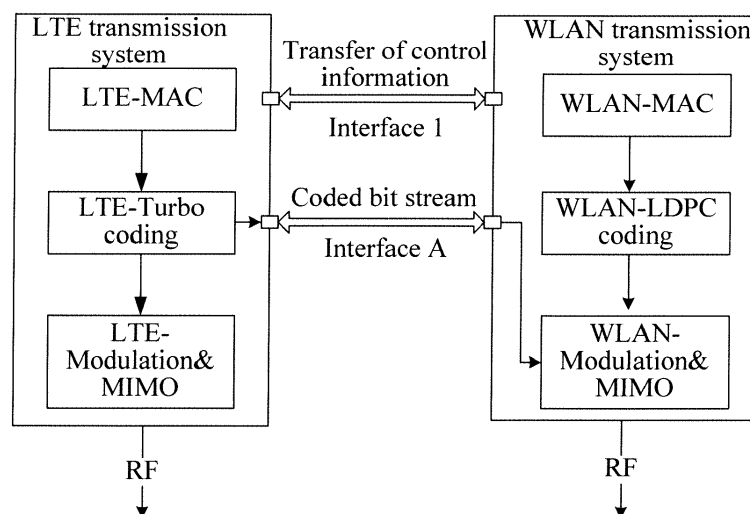 LTE transmission
system
LTE-MAC
LTE-Turbo
coding
LTE-
Modulation&
MIMO
RF
Transfer of control
information
Interface 1
Coded bit stream
Interface A
WLAN transmission
system
WLAN-MAC
WLAN-LDPC
coding
WLAN-
Modulation&
MIMO
RF